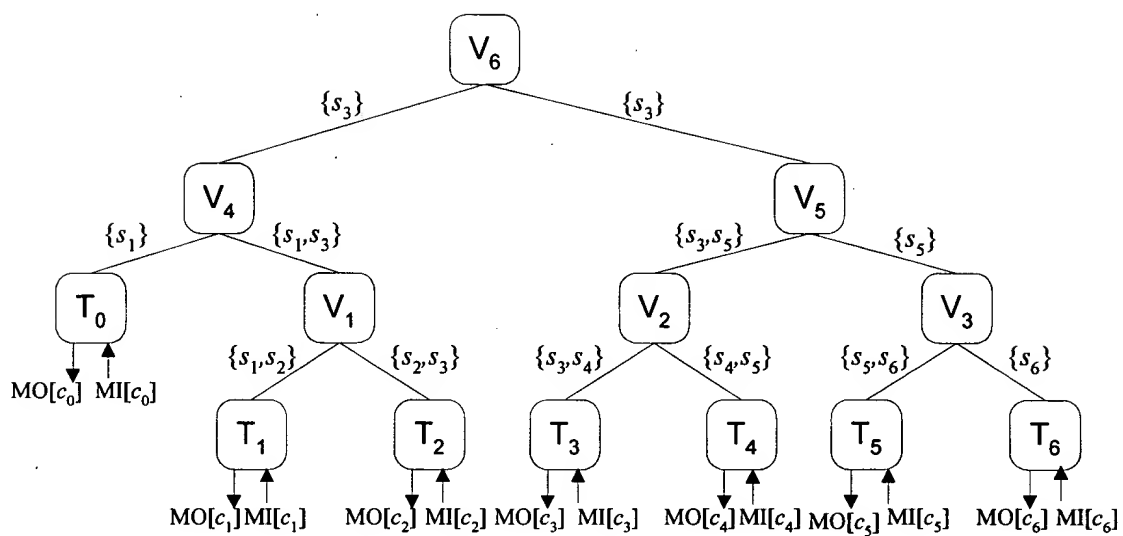 V₆
{s₃} {s₃}
V₄ V₅
{s₁} {s₁,s₃} {s₃,s₅} {s₅}
T₀ V₁ V₂ V₃
{s₁,s₂} {s₂,s₃} {s₃,s₄} {s₄,s₅} {s₅,s₆} {s₆}
MO[c₀] MI[c₀]
T₁ T₂ T₃ T₄ T₅ T₆
MO[c₁] MI[c₁] MO[c₂] MI[c₂] MO[c₃] MI[c₃] MO[c₄] MI[c₄] MO[c₅] MI[c₅] MO[c₆] MI[c₆]